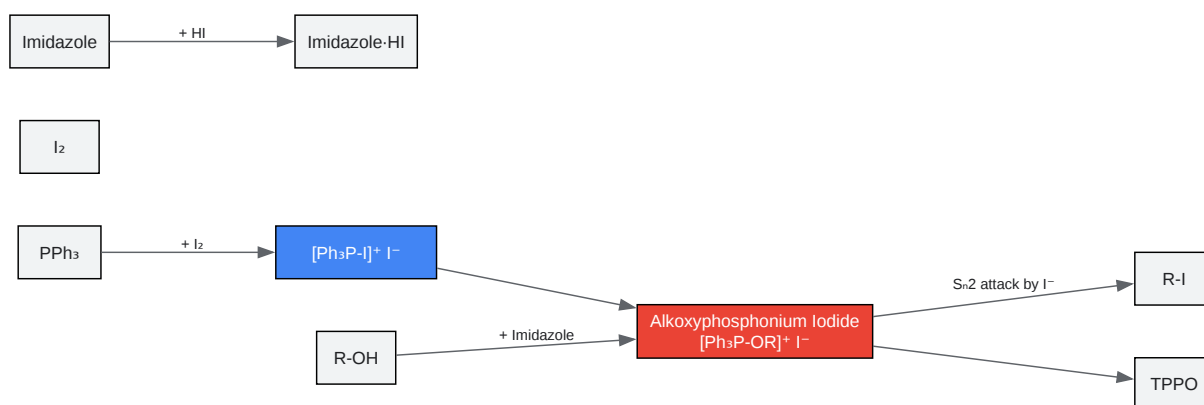 Imidazole
+ HI
Imidazole·HI
I₂
PPh₃
+ I₂
[Ph₃P-I]⁺ I⁻
R-OH
+ Imidazole
Alkoxyphosphonium Iodide
[Ph₃P-OR]⁺ I⁻
Sₙ2 attack by I⁻
R-I
TPPO